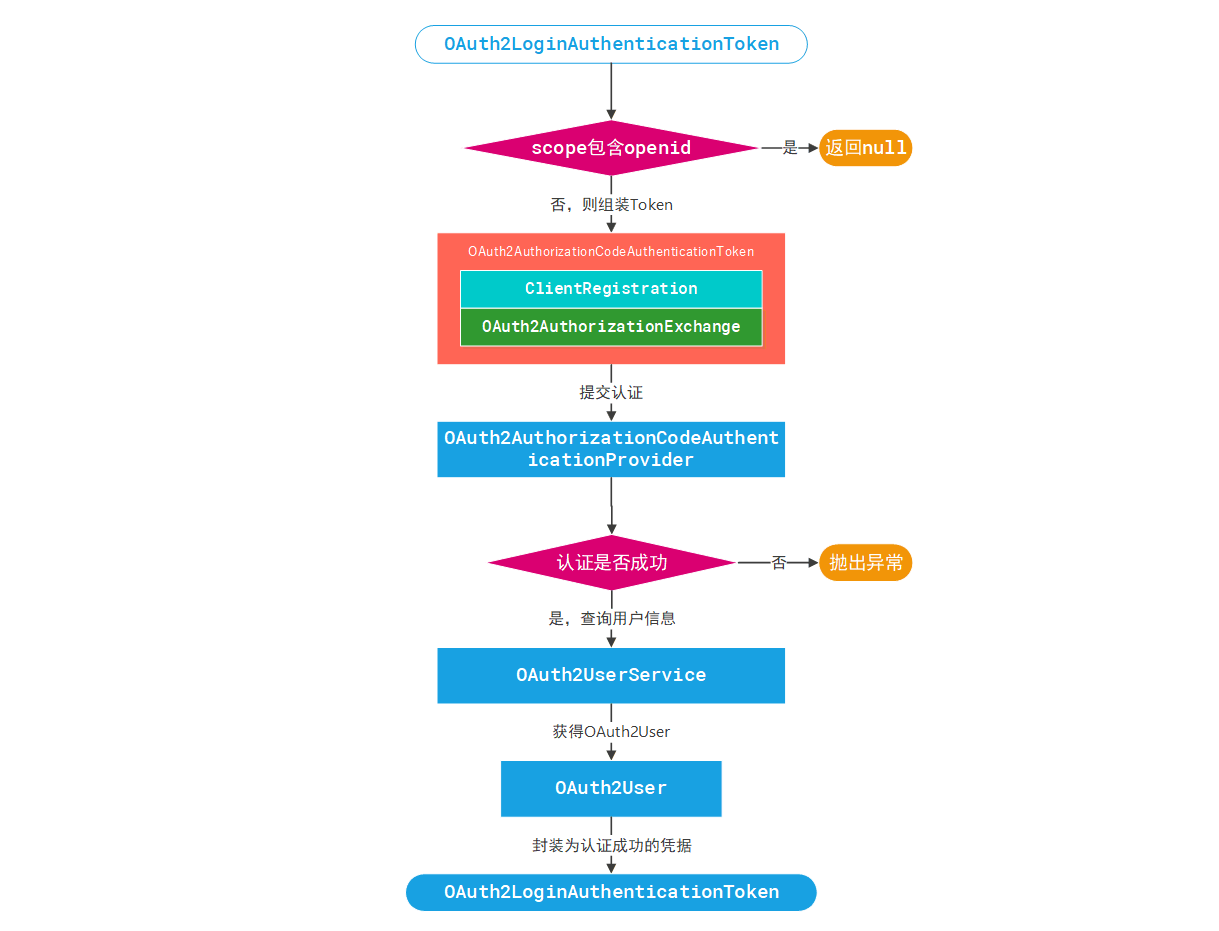 OAuth2LoginAuthenticationToken
scope包含openid
是
返回null
否，则组装Token
OAuth2AuthorizationCodeAuthenticationToken
ClientRegistration
OAuth2AuthorizationExchange
提交认证
OAuth2AuthorizationCodeAuthent
icationProvider
认证是否成功
否
抛出异常
是，查询用户信息
OAuth2UserService
获得OAuth2User
OAuth2User
封装为认证成功的凭据
OAuth2LoginAuthenticationToken